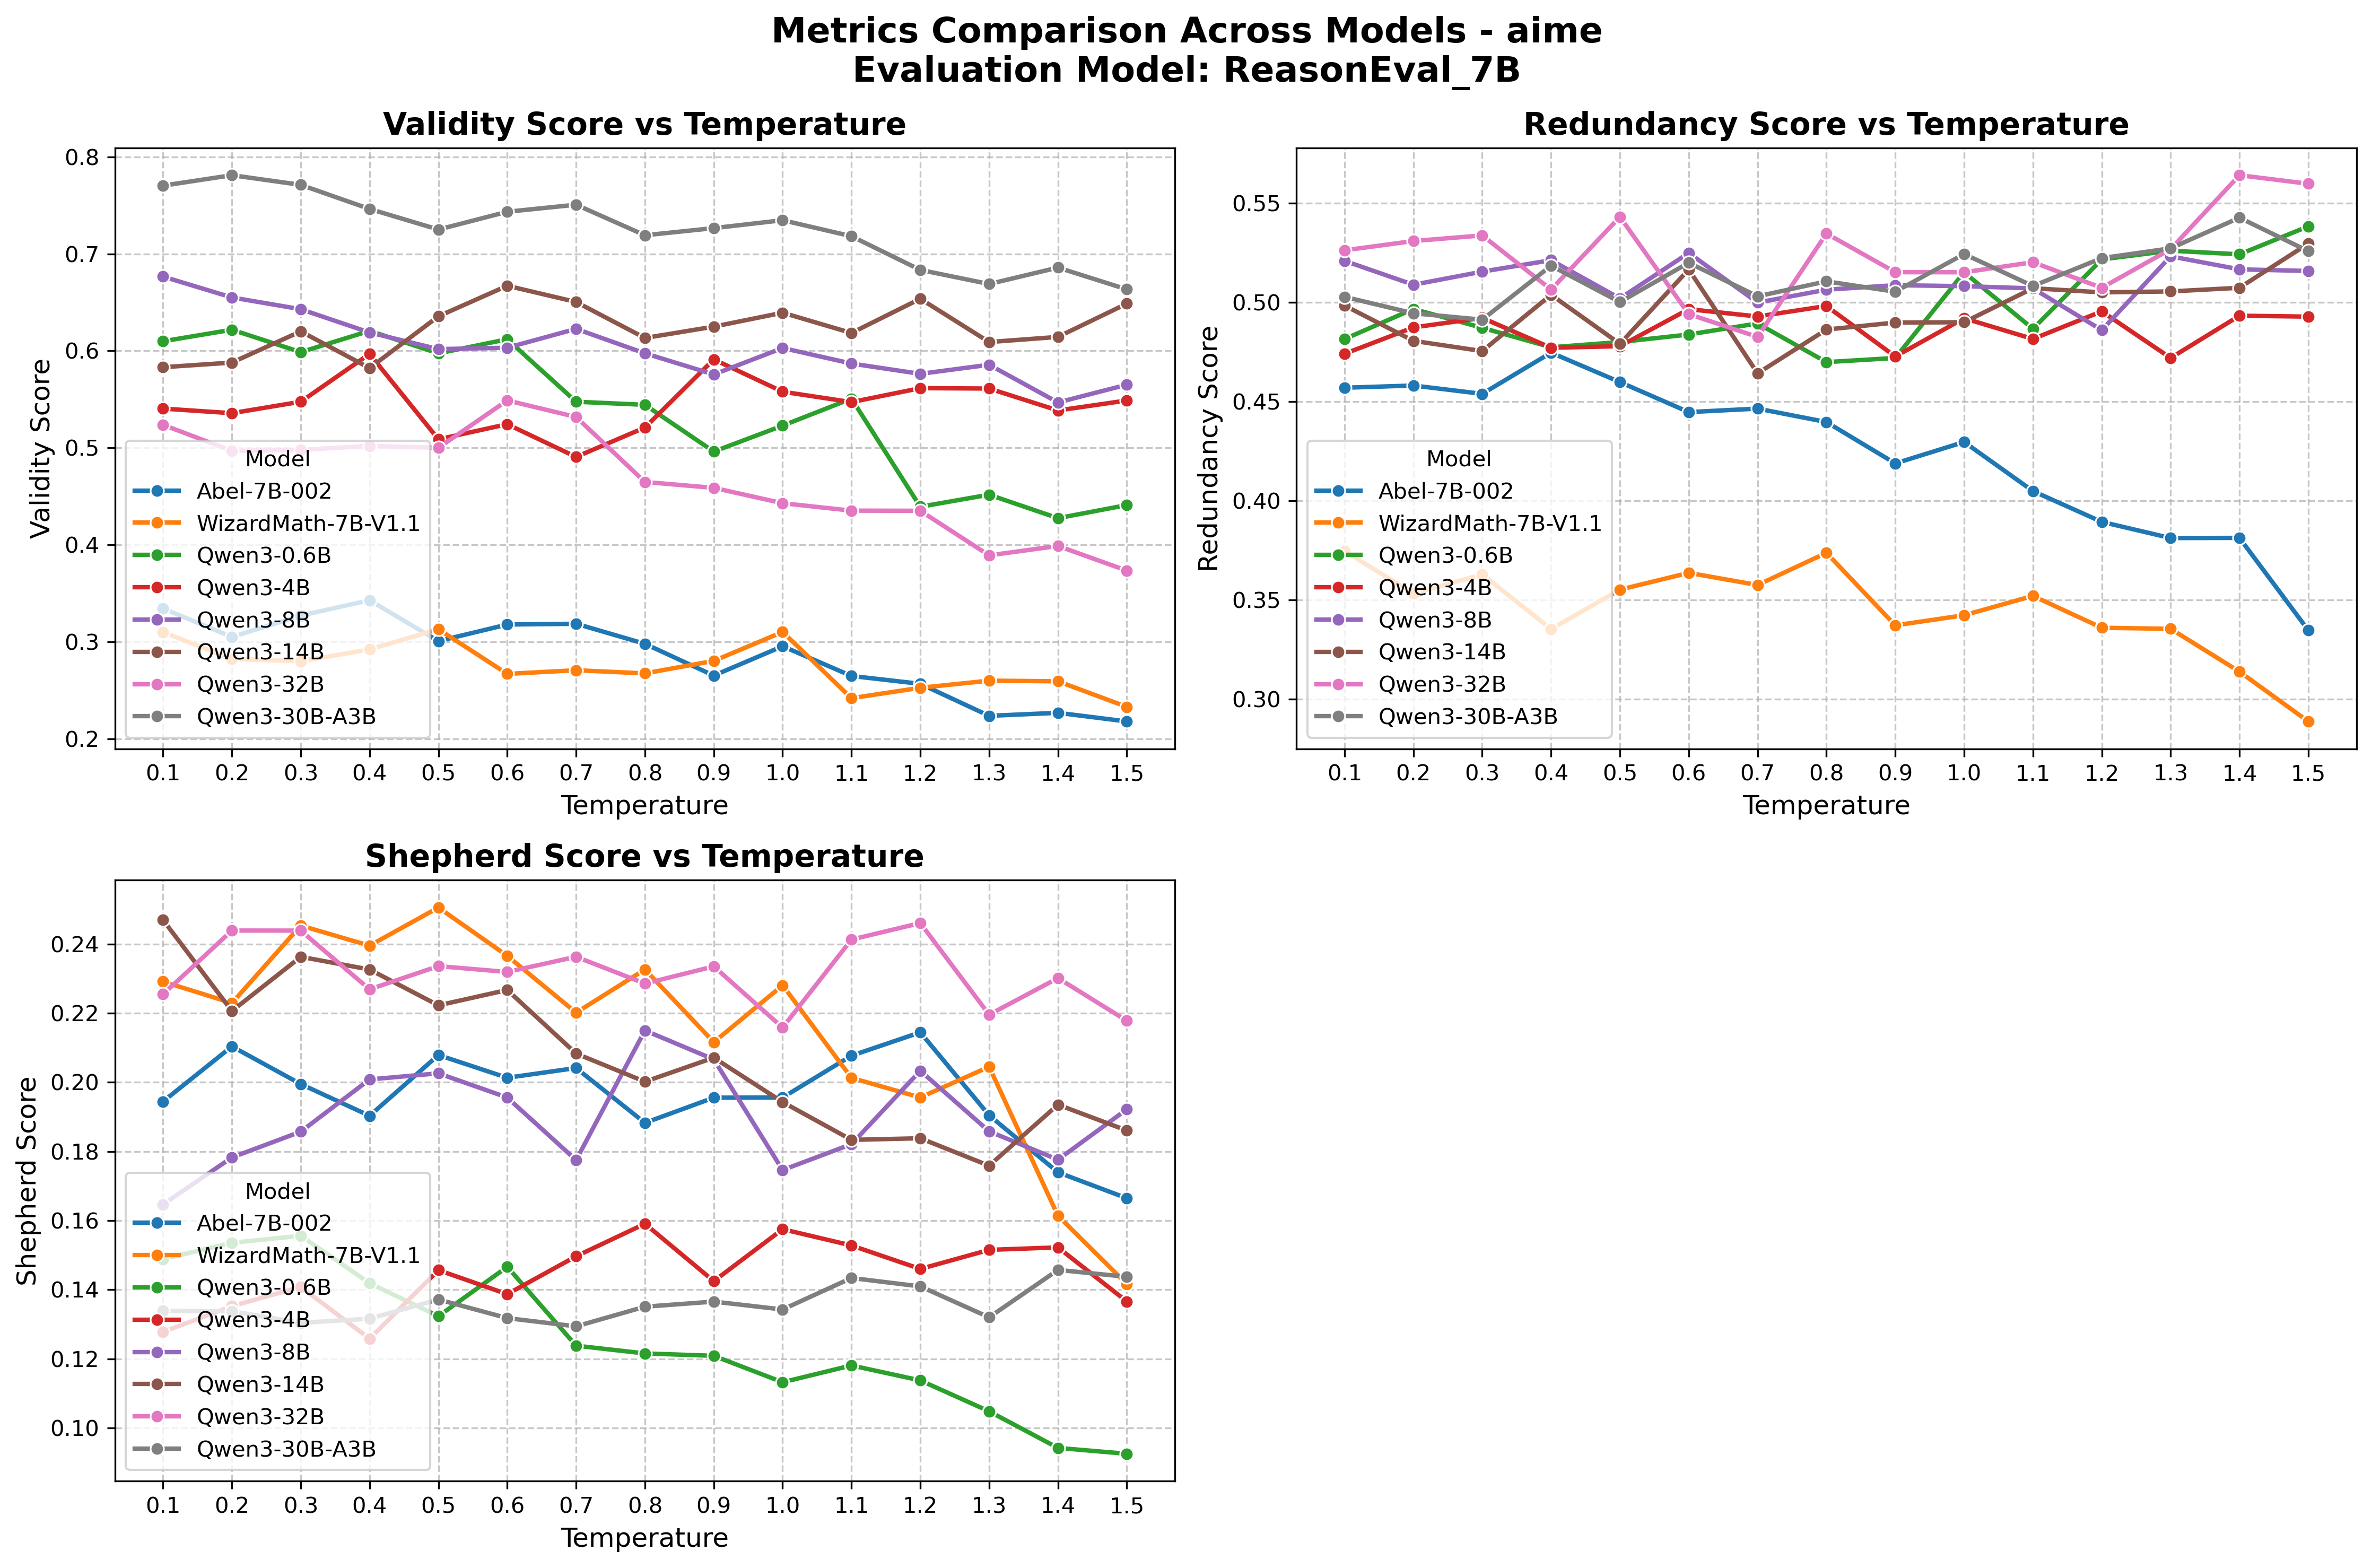 Metrics Comparison Across Models - aime
Evaluation Model: ReasonEval_7B
Validity Score vs Temperature
Validity Score
0.8
0.7
0.6
0.5
0.4
0.3
0.2
Model
Abel-7B-002
WizardMath-7B-V1.1
Qwen3-0.6B
Qwen3-4B
Qwen3-8B
Qwen3-14B
Qwen3-32B
Qwen3-30B-A3B
0.1 0.2 0.3 0.4 0.5 0.6 0.7 0.8 0.9 1.0 1.1 1.2 1.3 1.4 1.5
Temperature
Redundancy Score vs Temperature
Redundancy Score
0.55
0.50
0.45
0.40
0.35
0.30
Model
Abel-7B-002
WizardMath-7B-V1.1
Qwen3-0.6B
Qwen3-4B
Qwen3-8B
Qwen3-14B
Qwen3-32B
Qwen3-30B-A3B
0.1 0.2 0.3 0.4 0.5 0.6 0.7 0.8 0.9 1.0 1.1 1.2 1.3 1.4 1.5
Temperature
Shepherd Score vs Temperature
Shepherd Score
0.24
0.22
0.20
0.18
0.16
0.14
0.12
0.10
Model
Abel-7B-002
WizardMath-7B-V1.1
Qwen3-0.6B
Qwen3-4B
Qwen3-8B
Qwen3-14B
Qwen3-32B
Qwen3-30B-A3B
0.1 0.2 0.3 0.4 0.5 0.6 0.7 0.8 0.9 1.0 1.1 1.2 1.3 1.4 1.5
Temperature